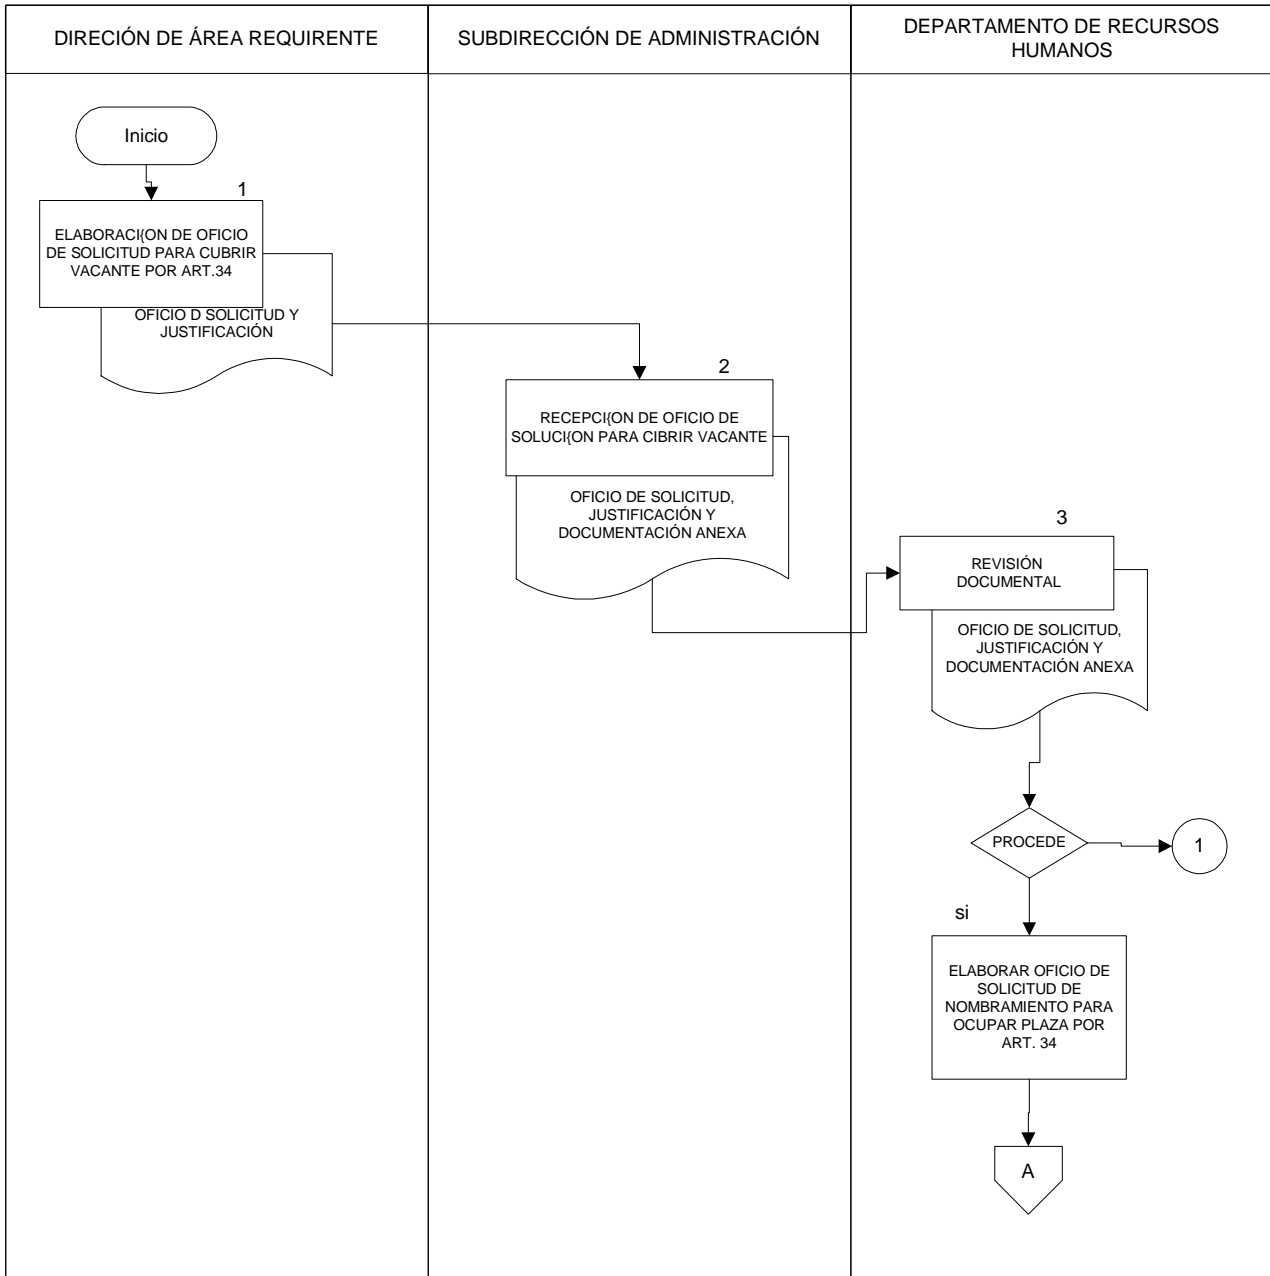 DIRECIÓN DE ÁREA REQUIRENTE
SUBDIRECCIÓN DE ADMINISTRACIÓN
DEPARTAMENTO DE RECURSOS
HUMANOS
Inicio
1
ELABORACI{ON DE OFICIO
DE SOLICITUD PARA CUBRIR
VACANTE POR ART.34
OFICIO D SOLICITUD Y
JUSTIFICACIÓN
2
RECEPCI{ON DE OFICIO DE
SOLUCI{ON PARA CIBRIR VACANTE
OFICIO DE SOLICITUD,
JUSTIFICACIÓN Y
DOCUMENTACIÓN ANEXA
3
REVISIÓN
DOCUMENTAL
OFICIO DE SOLICITUD,
JUSTIFICACIÓN Y
DOCUMENTACIÓN ANEXA
PROCEDE
1
si
ELABORAR OFICIO DE
SOLICITUD DE
NOMBRAMIENTO PARA
OCUPAR PLAZA POR
ART. 34
A